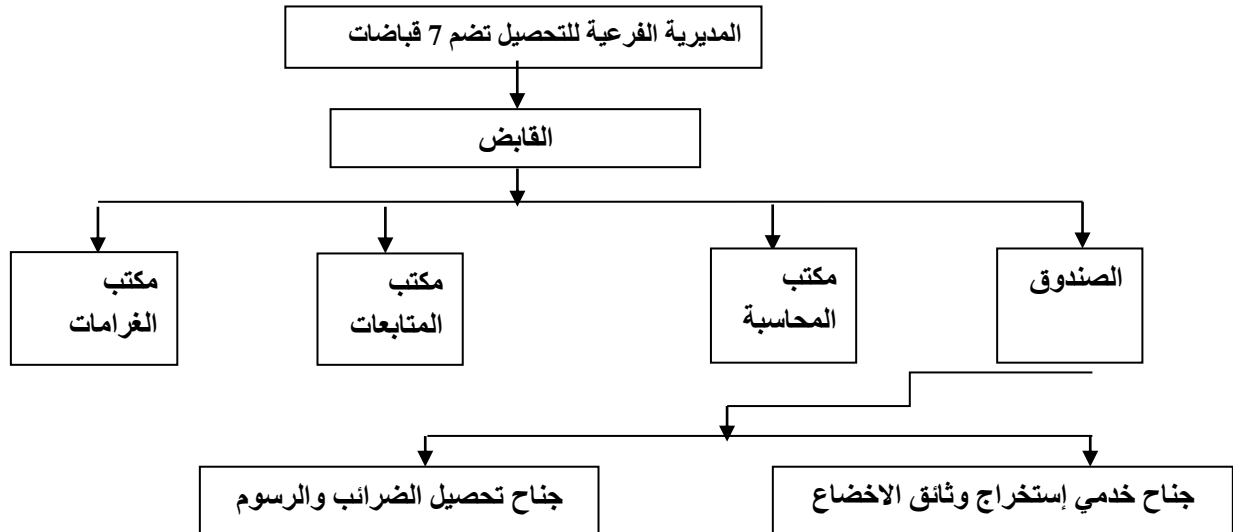 المديرية الفرعية للتحصيل تضم 7 قباضات
القابض
الصندوق
مكتب
المحاسبة
مكتب
المتابعات
مكتب
الغرامات
جناح خدمي إستخراج وثائق الاخضاع
جناح تحصيل الضرائب والرسوم